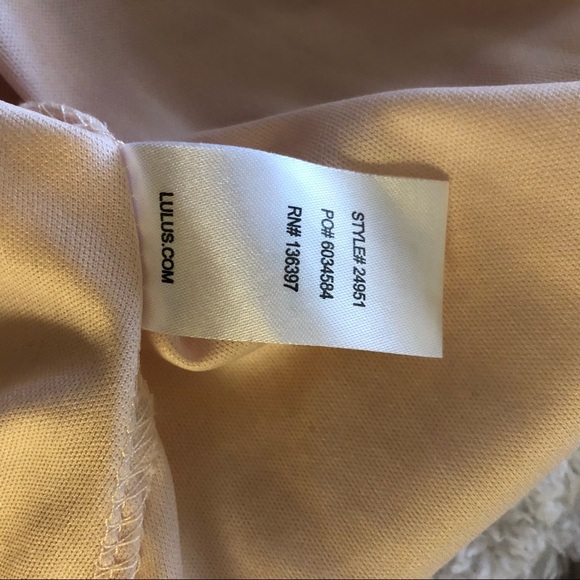 STYLE# 24951
PO# 6034584
RN# 136397
LULUS.COM